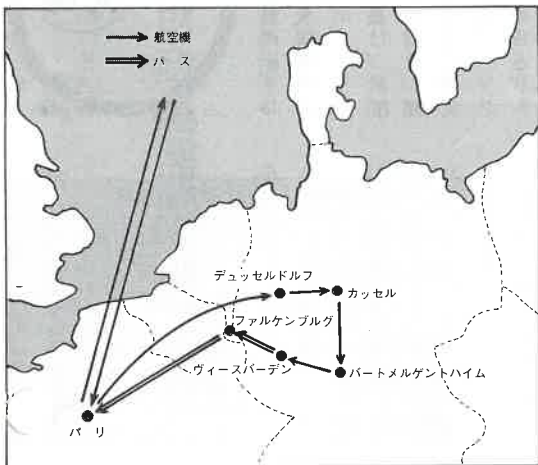 航空機
バス
デュッセルドルフ
カッセル
ファルケンブルグ
ヴィースバーデン
バートメルゲントハイム
パリ